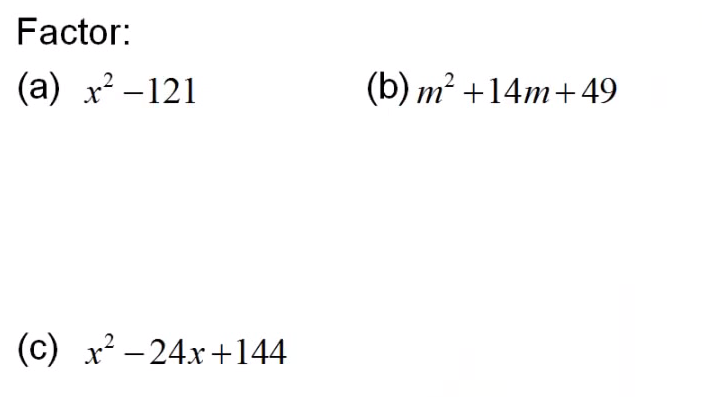 Factor:
(a) x² − 121 (b) m² + 14m + 49
(c) x² − 24x + 144